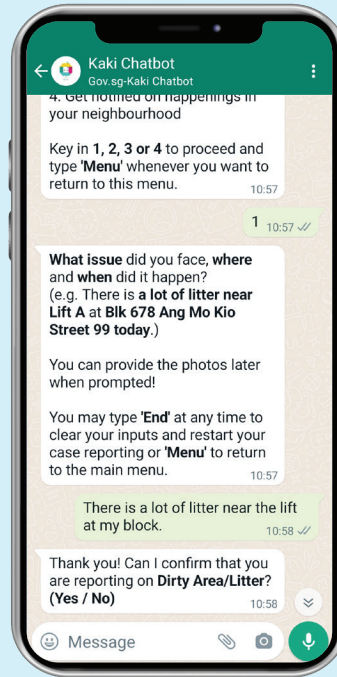 Kaki Chatbot
Gov.sg-Kaki Chatbot
4. Get notified on happenings in
your neighbourhood
Key in 1, 2, 3 or 4 to proceed and
type 'Menu' whenever you want to
return to this menu.
10:57
1 10:57
What issue did you face, where
and when did it happen?
(e.g. There is a lot of litter near
Lift A at Blk 678 Ang Mo Kio
Street 99 today.)
You can provide the photos later
when prompted!
You may type 'End' at any time to
clear your inputs and restart your
case reporting or 'Menu' to return
to the main menu.
10:57
There is a lot of litter near the lift
at my block.
10:58
Thank you! Can I confirm that you
are reporting on Dirty Area/Litter?
(Yes / No)
10:58
Message